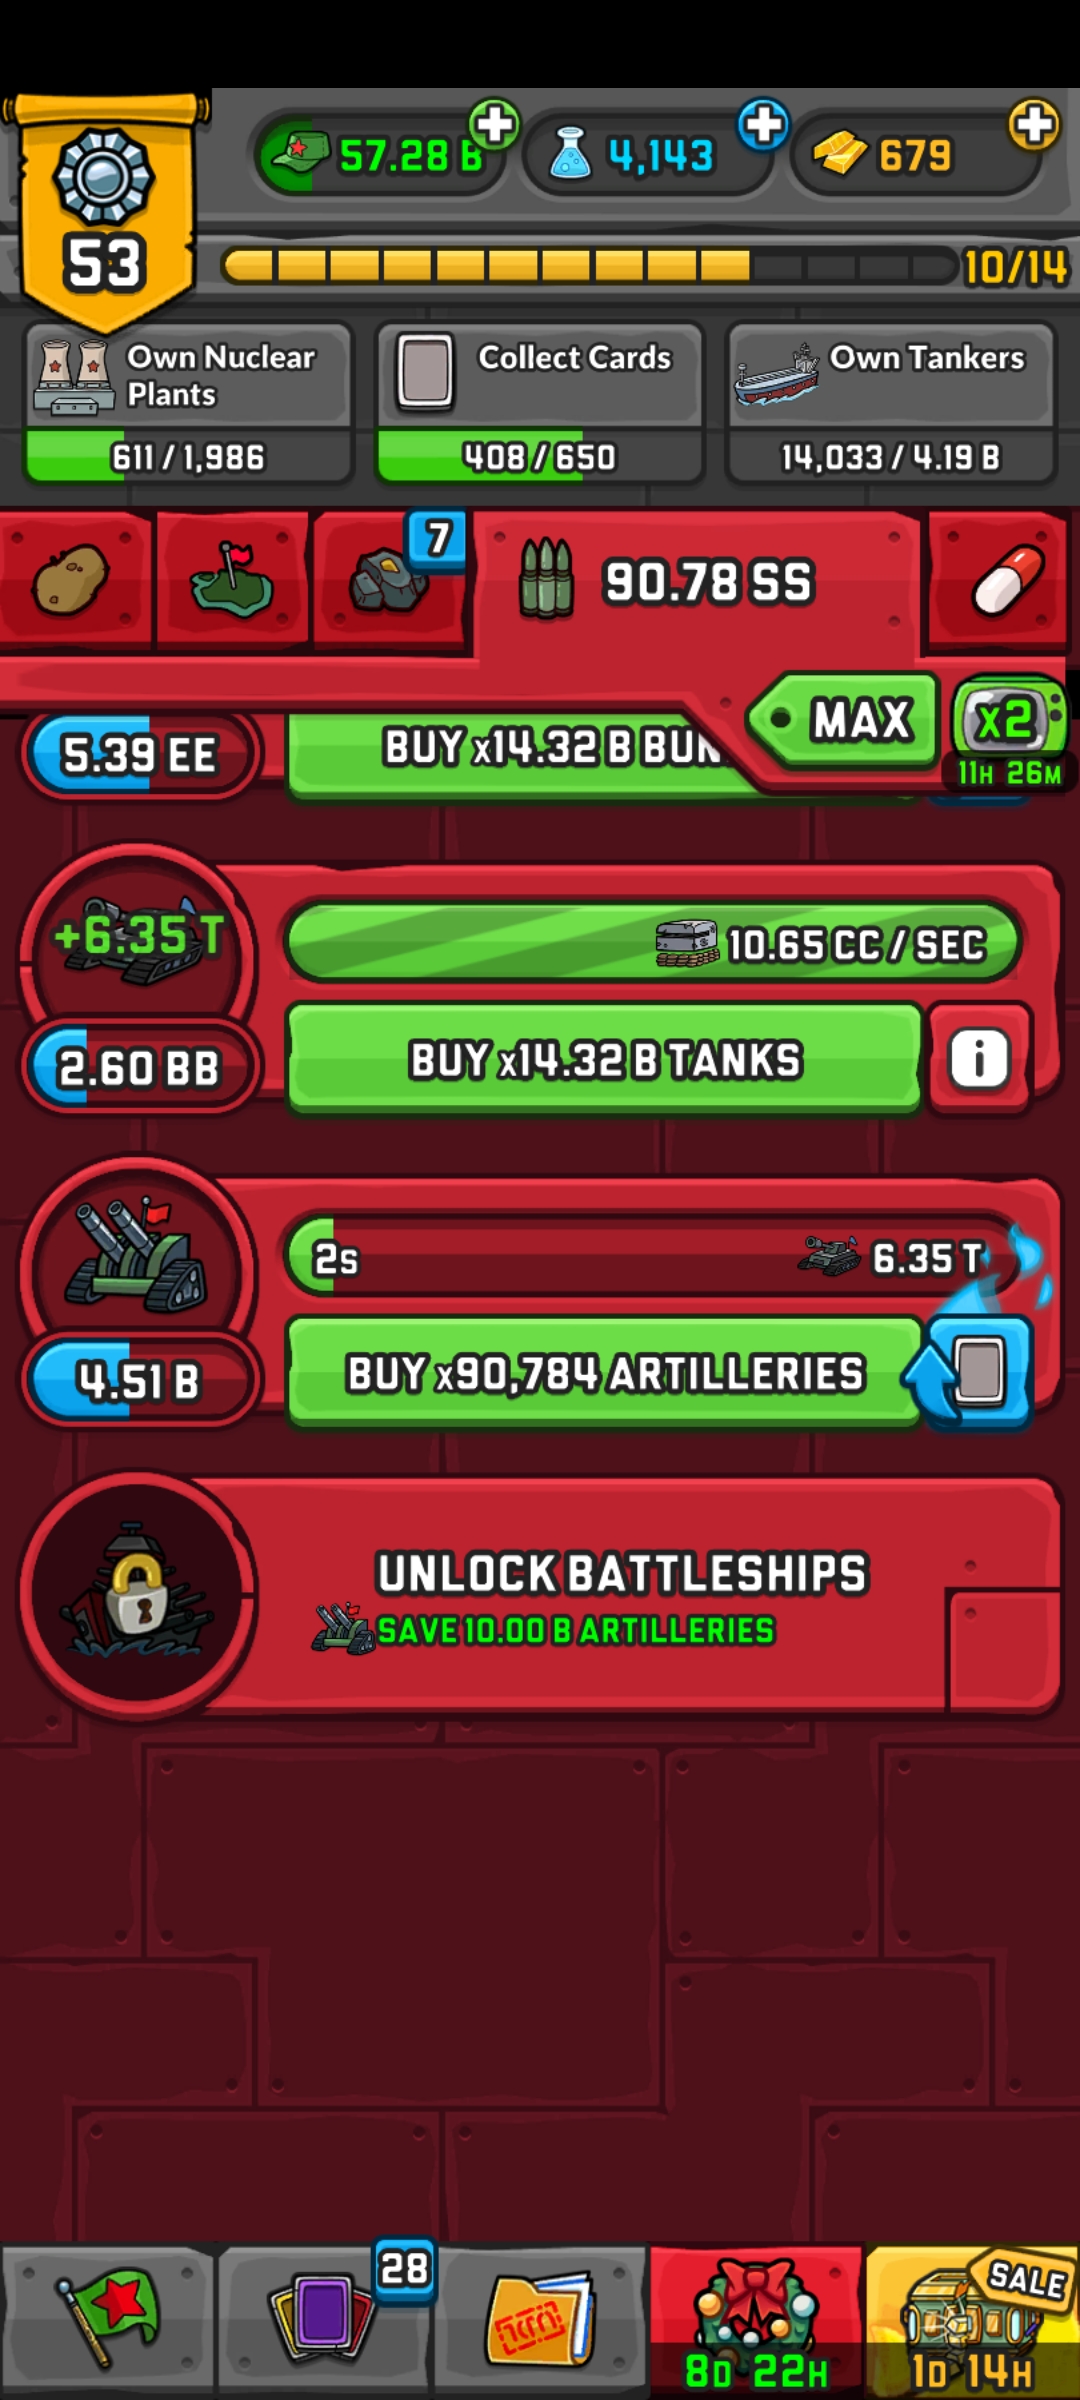 53
57.28 B
4,143
679
10/14
Own Nuclear Plants
611 / 1,986
Collect Cards
408 / 650
Own Tankers
14,033 / 4.19 B
7
90.78 SS
MAX
x2
11H 26M
5.39 EE
BUY x14.32 B BUN
+6.35 T
10.65 CC / SEC
2.60 BB
BUY x14.32 B TANKS
i
2s
6.35 T
4.51 B
BUY x90,784 ARTILLERIES
UNLOCK BATTLESHIPS
SAVE 10.00 B ARTILLERIES
28
8D 22H
SALE
1D 14H